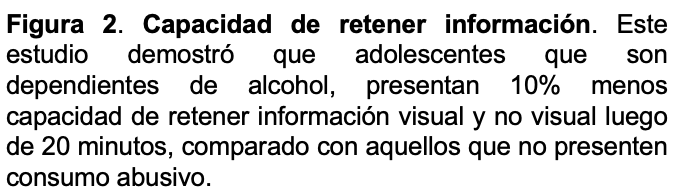 Figura 2. Capacidad de retener información. Este
estudio demostró que adolescentes que son
dependientes de alcohol, presentan 10% menos
capacidad de retener información visual y no visual luego
de 20 minutos, comparado con aquellos que no presenten
consumo abusivo.